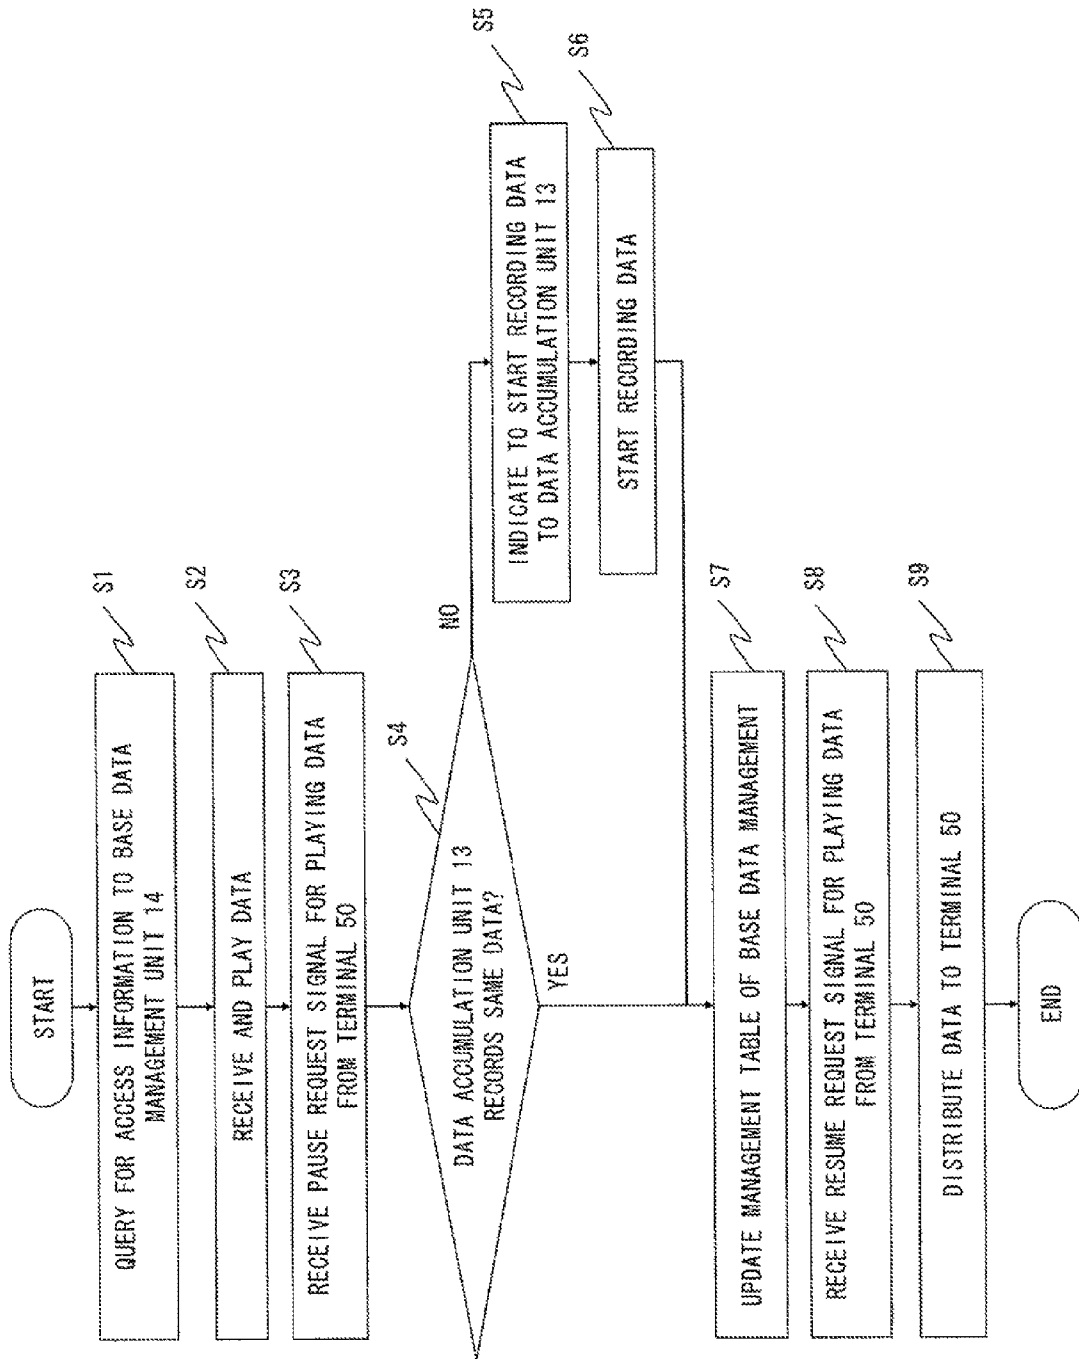 START
QUERY FOR ACCESS INFORMATION TO BASE DATA
MANAGEMENT UNIT 14
S1
RECEIVE AND PLAY DATA
S2
RECEIVE PAUSE REQUEST SIGNAL FOR PLAYING DATA
FROM TERMINAL 50
S3
DATA ACCUMULATION UNIT 13
RECORDS SAME DATA?
S4
NO
YES
INDICATE TO START RECORDING DATA
TO DATA ACCUMULATION UNIT 13
S5
START RECORDING DATA
S6
UPDATE MANAGEMENT TABLE OF BASE DATA MANAGEMENT
S7
RECEIVE RESUME REQUEST SIGNAL FOR PLAYING DATA
FROM TERMINAL 50
S8
DISTRIBUTE DATA TO TERMINAL 50
S9
END